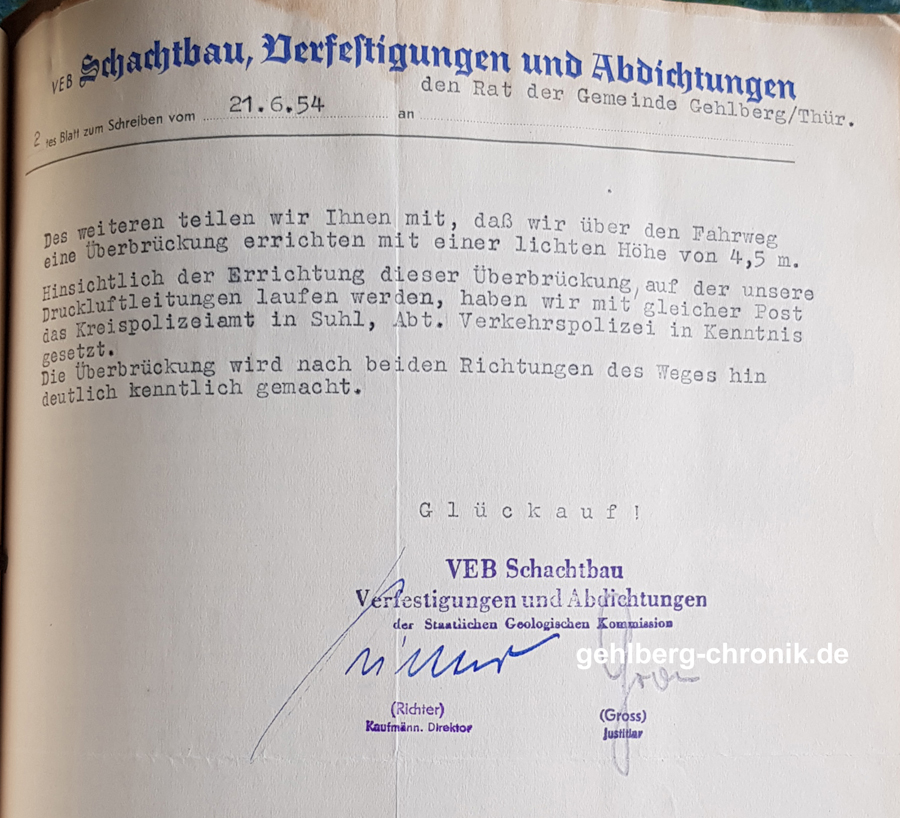 VEB Schachtbau, Verfestigungen und Abdichtungen
2 tes Blatt zum Schreiben vom 21.6.54 an den Rat der Gemeinde Gehlberg/Thür.
Des weiteren teilen wir Ihnen mit, daß wir über den Fahrweg
eine Überbrückung errichten mit einer lichten Höhe von 4,5 m.
Hinsichtlich der Errichtung dieser Überbrückung, auf der unsere
Druckluftleitungen laufen werden, haben wir mit gleicher Post
das Kreispolizeiamt in Suhl, Abt. Verkehrspolizei in Kenntnis
gesetzt.
Die Überbrückung wird nach beiden Richtungen des Weges hin
deutlich kenntlich gemacht.
G l ü c k a u f !
VEB Schachtbau
Verfestigungen und Abdichtungen
der Staatlichen Geologischen Kommission
gehlberg-chronik.de
(Richter)
Kaufmänn. Direktor
(Gross)
Justitiar